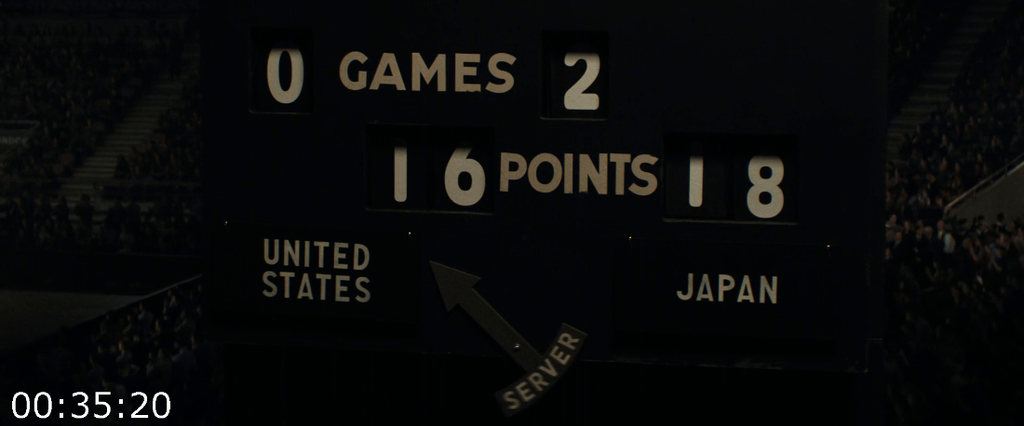 0 GAMES 2
16 POINTS 18
UNITED
STATES
JAPAN
SERVER
00:35:20